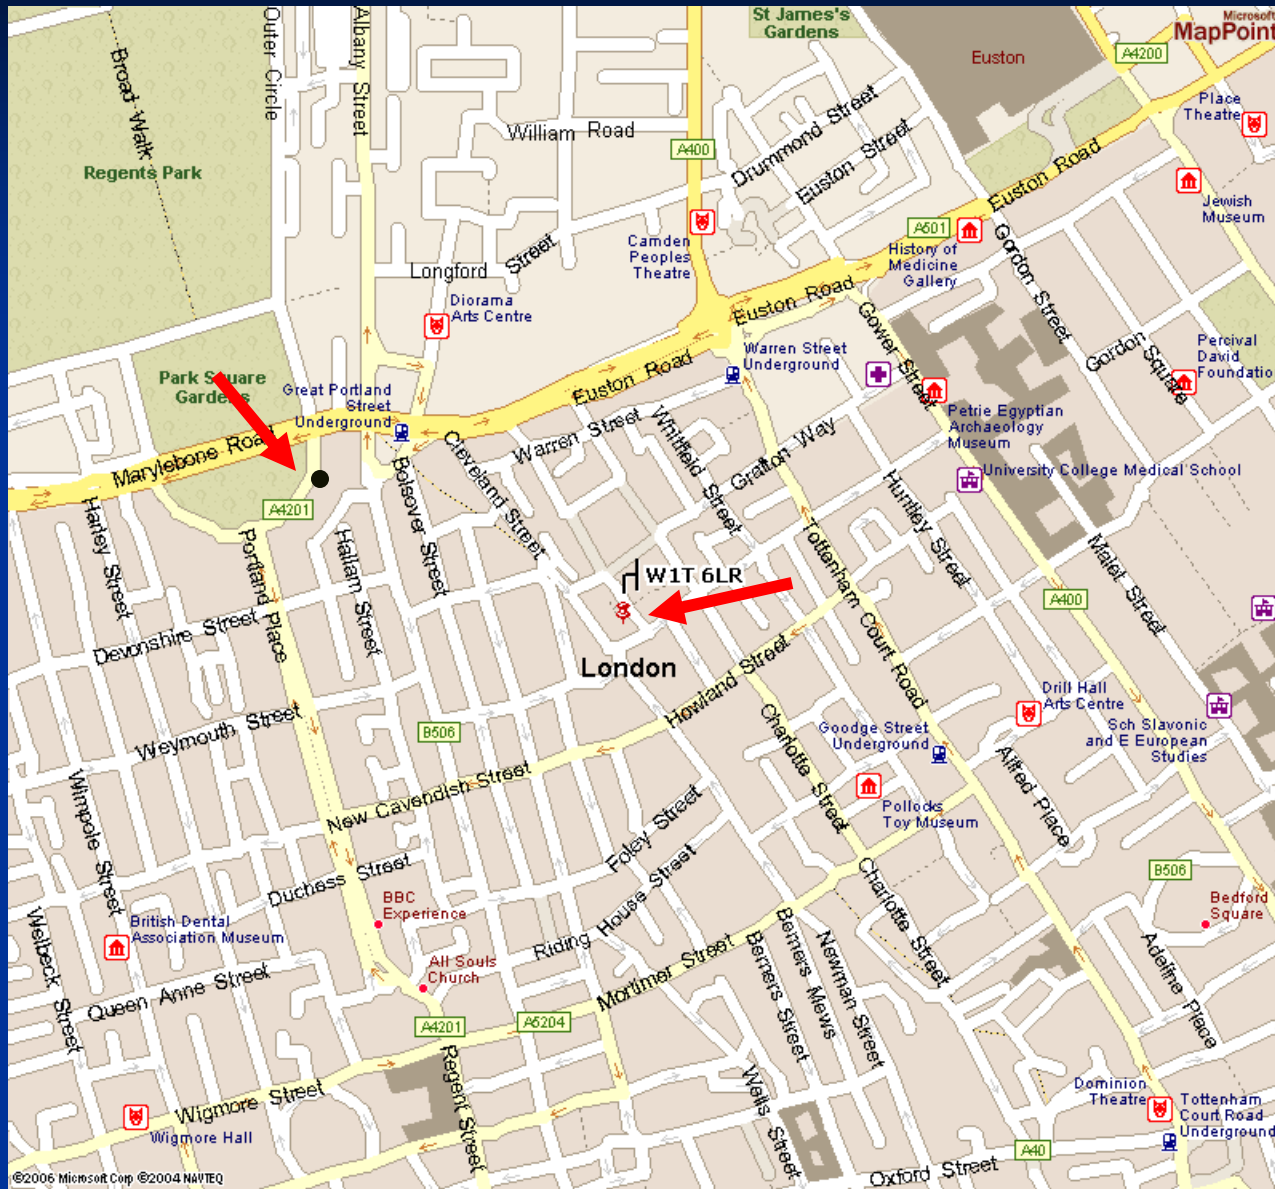 St James's
Gardens
Microsoft
MapPoint
Outer Circle
Albany Street
Broad Walk
Euston
A4200
Place
Theatre
William Road
A400
Drummond Street
Euston Street
Euston Road
Regents Park
Jewish
Museum
Camden
Peoples
Theatre
A501
History of
Medicine
Gallery
Gordon Street
Longford Street
Diorama
Arts Centre
Euston Road
Gower Street
Gordon Square
Percival
David
Foundatio
Park Square
Gardens
Great Portland
Street
Underground
Euston Road
Warren Street
Underground
Petrie Egyptian
Archaeology
Museum
Marylebone Road
Cleveland Street
Warren Street
Whitfield Street
Grafton Way
University College Medical School
Harley Street
A4201
Bolsover Street
Hallam Street
Portland Place
Huntley Street
Tottenham Court Road
Malet Street
W1T 6LR
A400
Devonshire Street
London
Howland Street
Weymouth Street
B506
Charlotte Street
Goodge Street
Underground
Drill Hall
Arts Centre
Sch Slavonic
and E European
Studies
Wimpole Street
New Cavendish Street
Foley Street
Pollocks
Toy Museum
Alfred Place
Duchess Street
BBC
Experience
Riding House Street
Charlotte Street
B506
Bedford
Square
British Dental
Association Museum
Welbeck Street
Queen Anne Street
All Souls
Church
Mortimer Street
Berners Street
Berners Mews
Newman Street
Adeline Place
A4201
A5204
Regent Street
Wells Street
Dominion
Theatre
Tottenham
Court Road
Underground
Wigmore Street
Wigmore Hall
A40
Oxford Street
©2006 Microsoft Corp ©2004 NAVTEQ